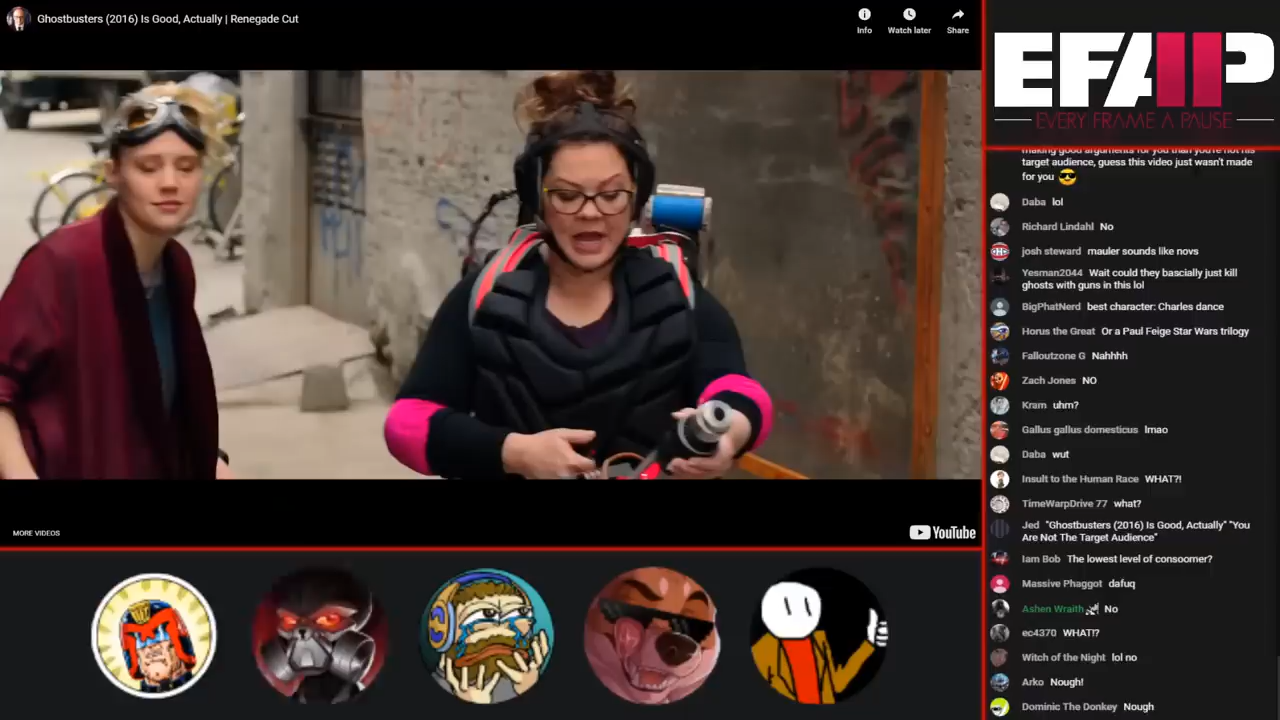 Ghostbusters (2016) Is Good, Actually | Renegade Cut
Info
Watch later
Share
MORE VIDEOS
YouTube
EFAP
EVERY FRAME A PAUSE
making good arguments for you than you're not his
target audience, guess this video just wasn't made
for you 😎
Daba lol
Richard Lindahl No
josh steward mauler sounds like novs
Yesman2044 Wait could they bascially just kill
ghosts with guns in this lol
BigPhatNerd best character: Charles dance
Horus the Great Or a Paul Feige Star Wars trilogy
Falloutzone G Nahhhh
Zach Jones NO
Kram uhm?
Gallus gallus domesticus lmao
Daba wut
Insult to the Human Race WHAT?!
TimeWarpDrive 77 what?
Jed "Ghostbusters (2016) Is Good, Actually" "You
Are Not The Target Audience"
Iam Bob The lowest level of consoomer?
Massive Phaggot dafuq
Ashen Wraith No
ec4370 WHAT!?
Witch of the Night lol no
Arko Nough!
Dominic The Donkey Nough